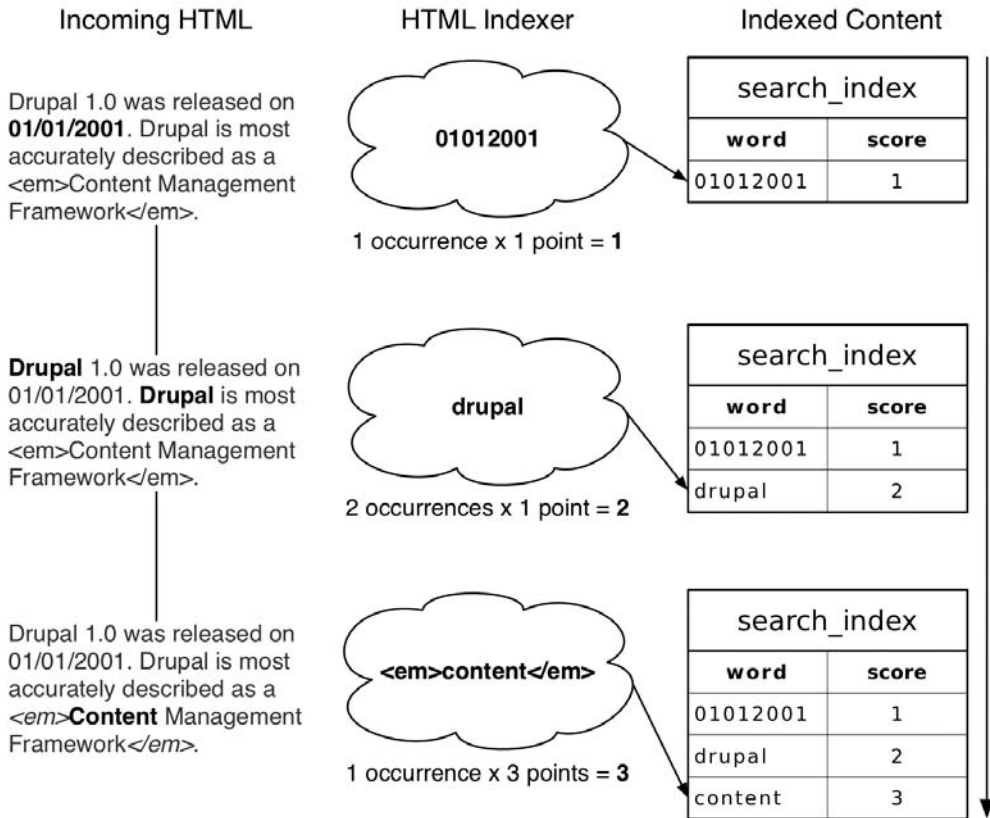 Incoming HTML
HTML Indexer
Indexed Content
Drupal 1.0 was released on
01/01/2001. Drupal is most
accurately described as a
<em>Content Management
Framework</em>.
01012001
1 occurrence x 1 point = 1
search_index
word score
01012001 1
Drupal 1.0 was released on
01/01/2001. Drupal is most
accurately described as a
<em>Content Management
Framework</em>.
drupal
2 occurrences x 1 point = 2
search_index
word score
01012001 1
drupal 2
Drupal 1.0 was released on
01/01/2001. Drupal is most
accurately described as a
<em>Content Management
Framework</em>.
<em>content</em>
1 occurrence x 3 points = 3
search_index
word score
01012001 1
drupal 2
content 3